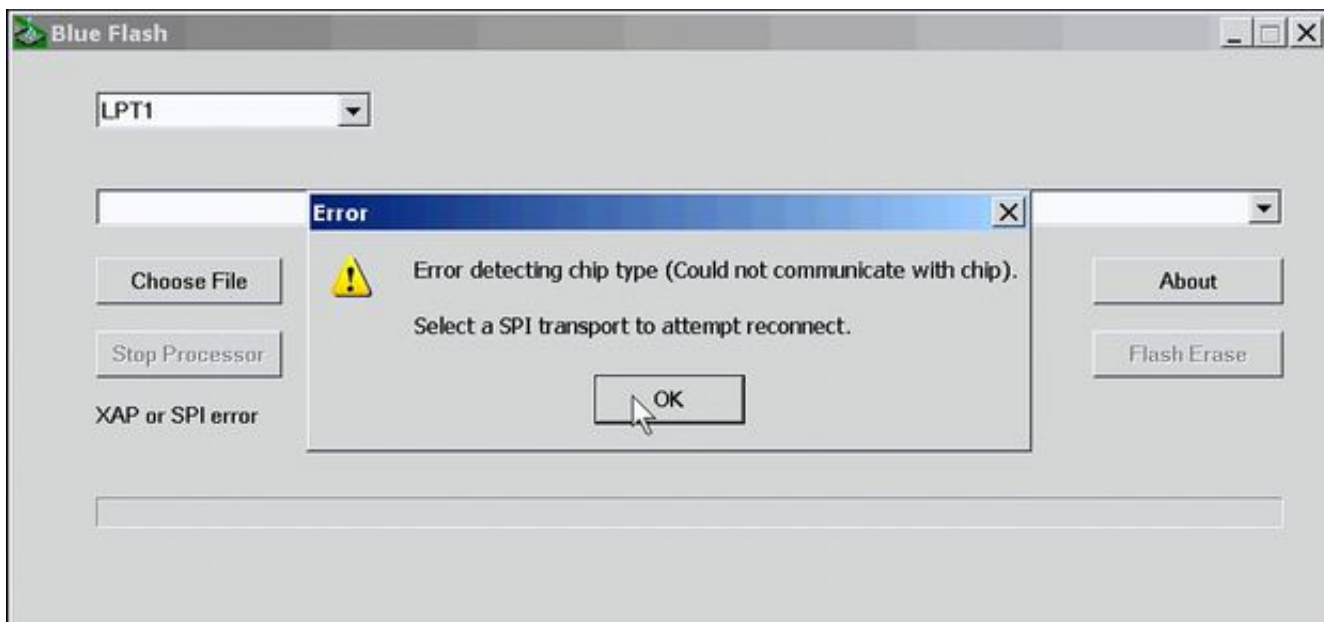 Blue Flash
LPT1
Error
Error detecting chip type (Could not communicate with chip).
Select a SPI transport to attempt reconnect.
OK
Choose File
About
Stop Processor
Flash Erase
XAP or SPI error